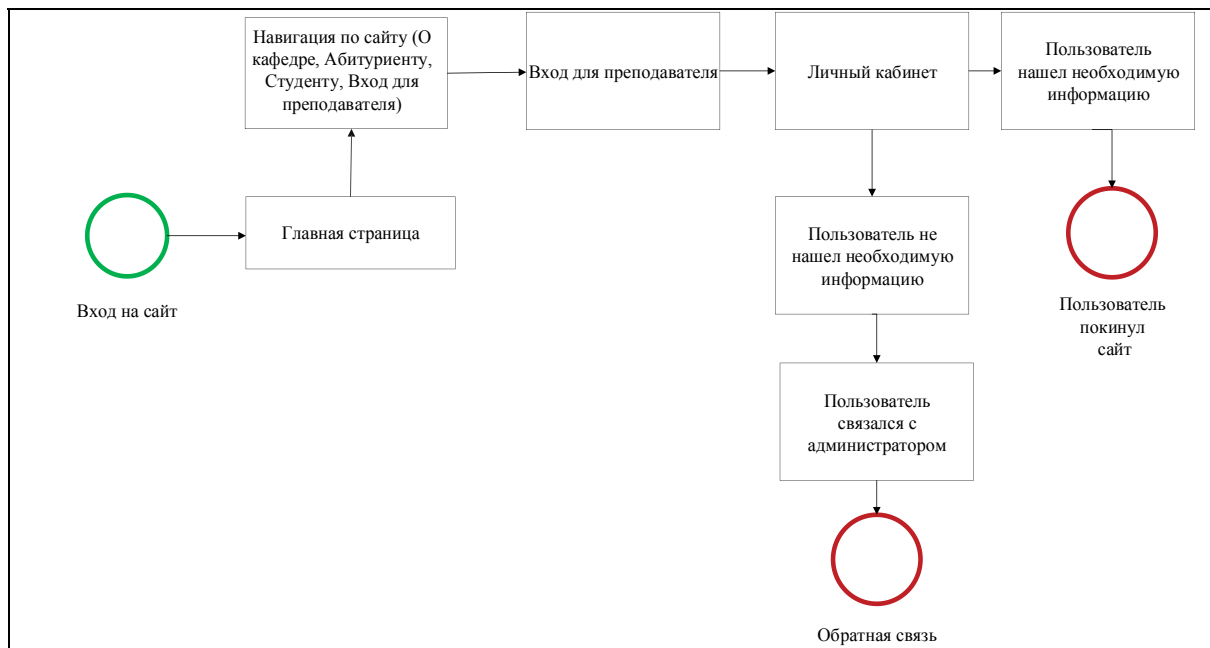 Навигация по сайту (О
кафедре, Абитуриенту,
Студенту, Вход для
преподавателя)
Вход для преподавателя
Личный кабинет
Пользователь
нашел необходимую
информацию
Главная страница
Вход на сайт
Пользователь не
нашел необходимую
информацию
Пользователь
покинул
сайт
Пользователь
связался с
администратором
Обратная связь